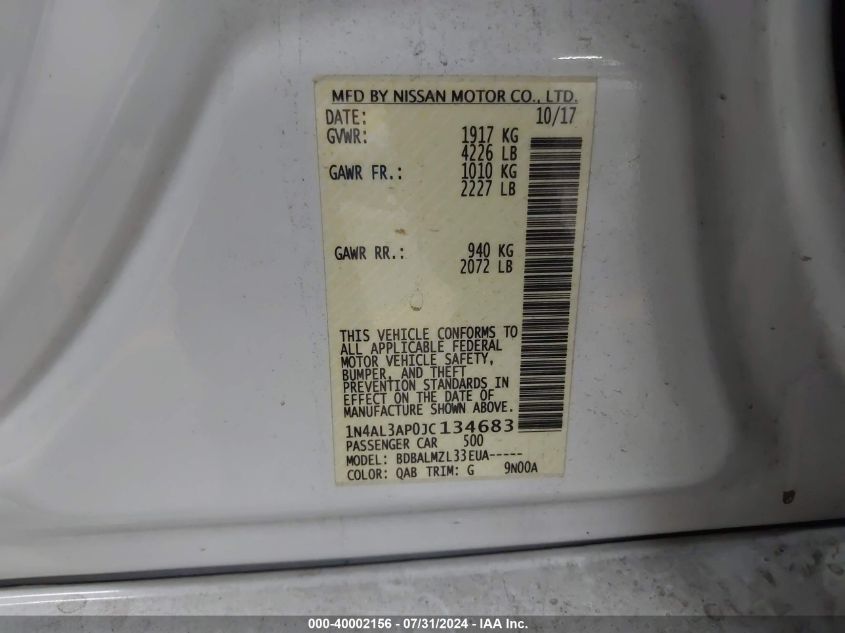 MFD BY NISSAN MOTOR CO., LTD.
DATE: 10/17
GVWR: 1917 KG
4226 LB
GAWR FR.: 1010 KG
2227 LB
GAWR RR.: 940 KG
2072 LB
THIS VEHICLE CONFORMS TO
ALL APPLICABLE FEDERAL
MOTOR VEHICLE SAFETY,
BUMPER, AND THEFT
PREVENTION STANDARDS IN
EFFECT ON THE DATE OF
MANUFACTURE SHOWN ABOVE.
1N4AL3AP0JC134683
PASSENGER CAR 500
MODEL: BDBALMZL33EUA-----
COLOR: QAB TRIM: G 9N00A
000-40002156 - 07/31/2024 - IAAI.COM